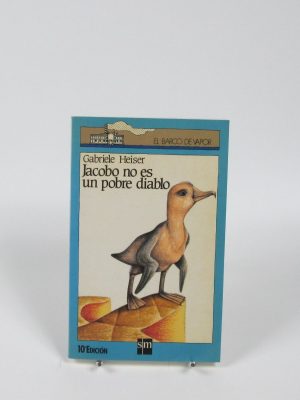 EL BARCO DE VAPOR
Gabriele Heiser
Jacobo no es
un pobre diablo
10ª EDICIÓN
sm